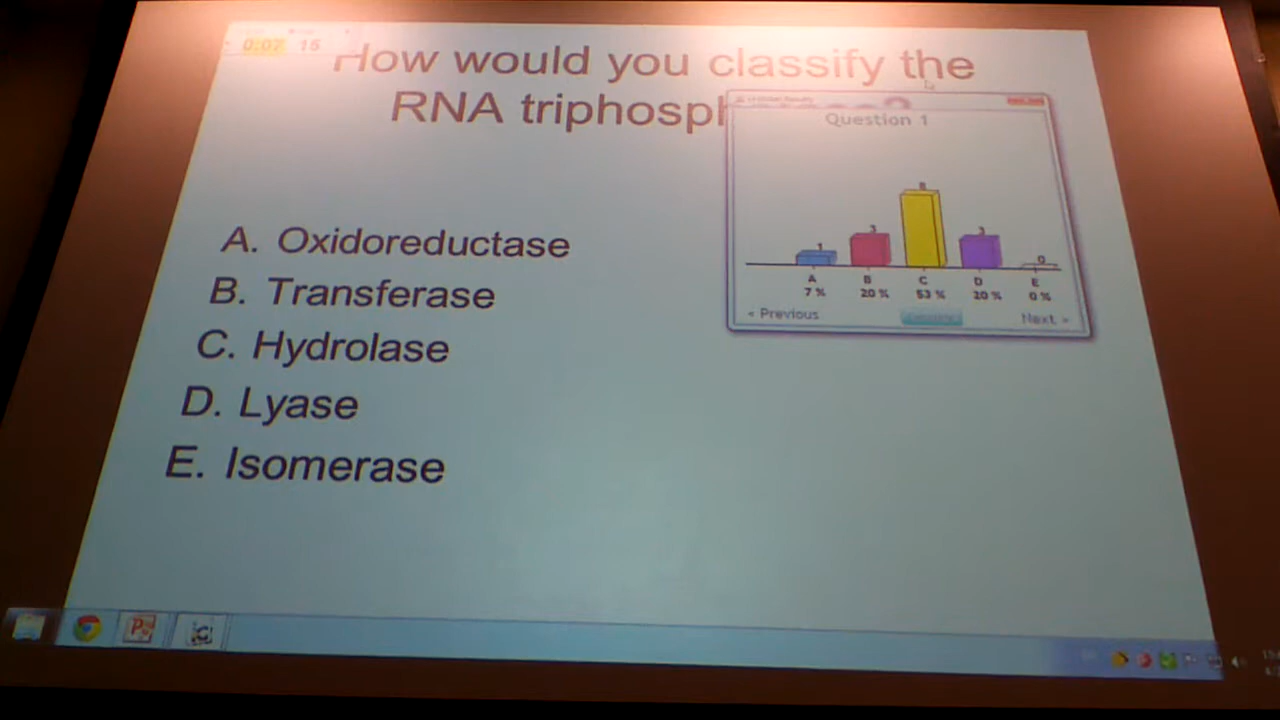 0:07 15
How would you classify the
RNA triphosph
Question 1
A. Oxidoreductase
B. Transferase
C. Hydrolase
D. Lyase
E. Isomerase
1 3 8 3 0
A B C D E
7 % 20 % 53 % 20 % 0 %
< Previous Next >